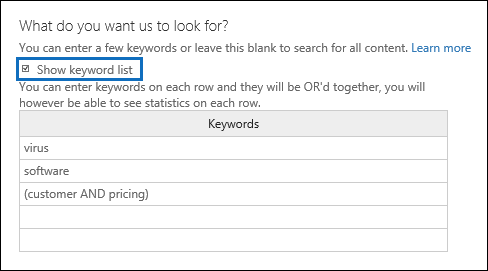 What do you want us to look for?
You can enter a few keywords or leave this blank to search for all content. Learn more
Show keyword list
You can enter keywords on each row and they will be OR'd together, you will
however be able to see statistics on each row.
Keywords
virus
software
(customer AND pricing)